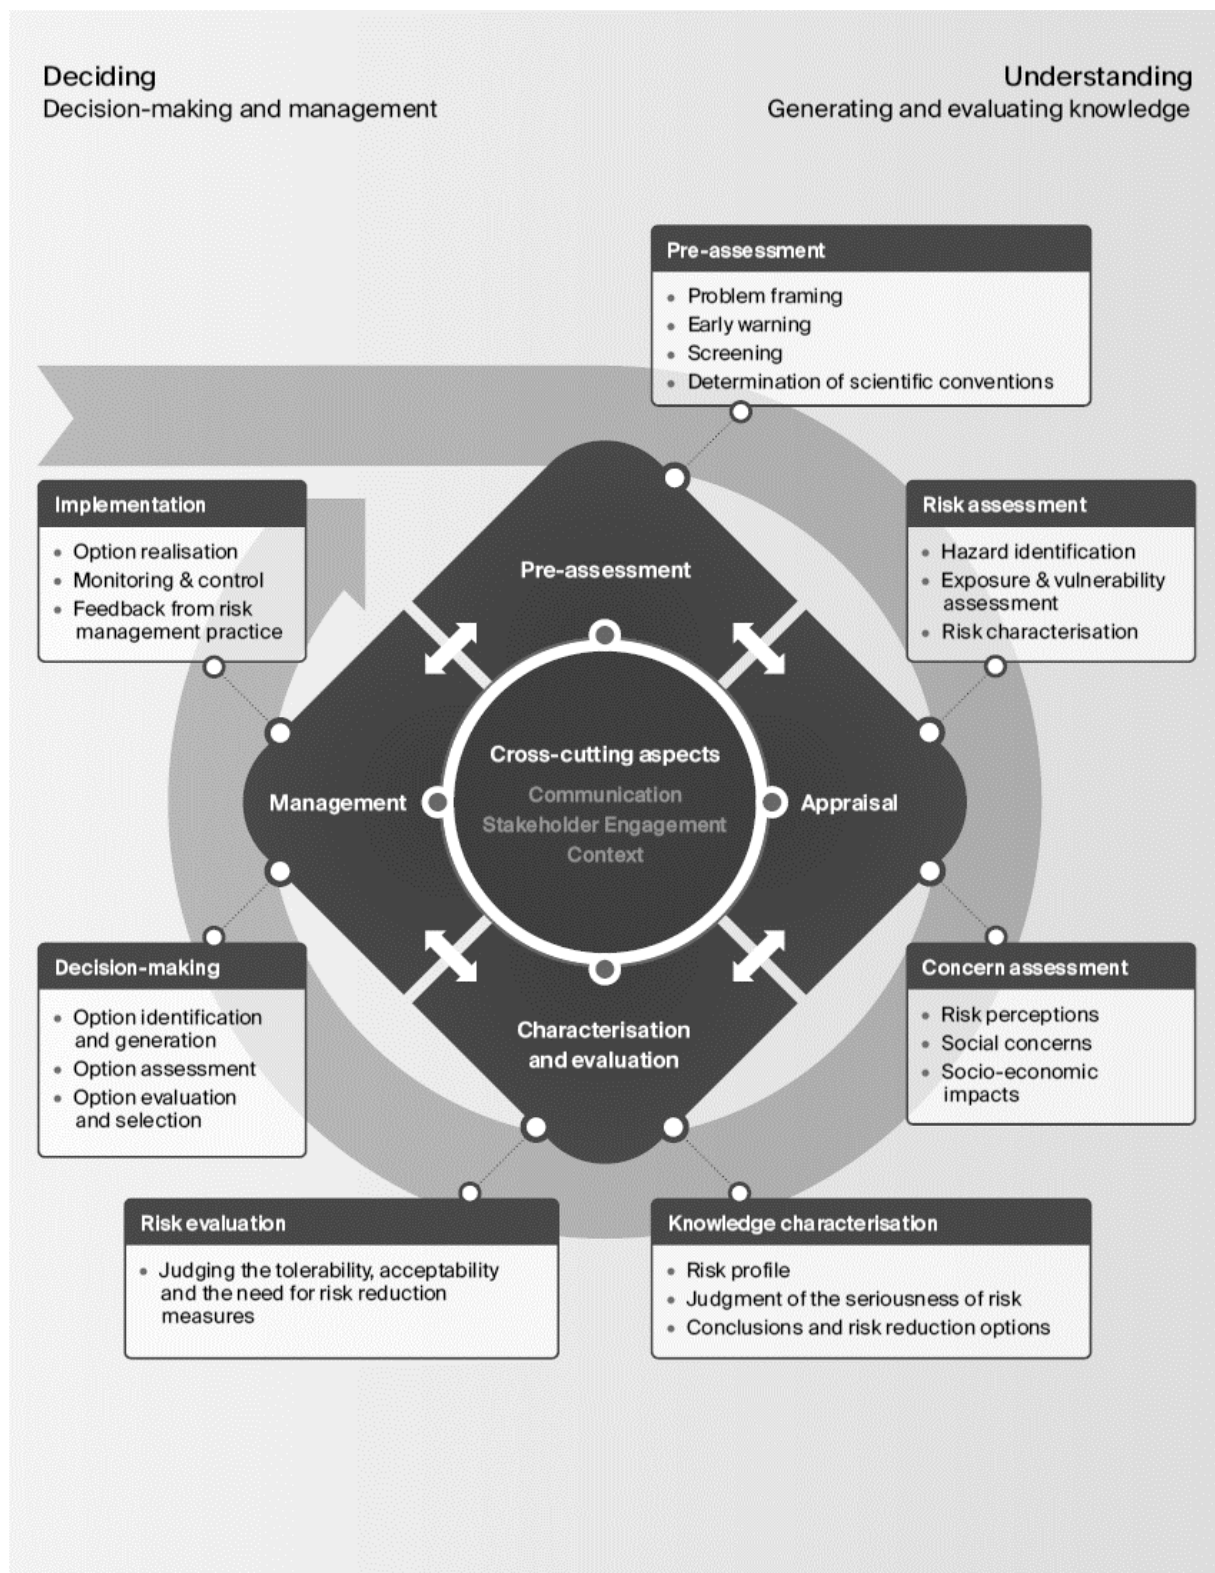 Deciding
Decision-making and management
Understanding
Generating and evaluating knowledge
Pre-assessment
• Problem framing
• Early warning
• Screening
• Determination of scientific conventions
Implementation
• Option realisation
• Monitoring & control
• Feedback from risk
management practice
Risk assessment
• Hazard identification
• Exposure & vulnerability
assessment
• Risk characterisation
Pre-assessment
Cross-cutting aspects
Communication
Stakeholder Engagement
Context
Management
Appraisal
Characterisation
and evaluation
Decision-making
• Option identification
and generation
• Option assessment
• Option evaluation
and selection
Concern assessment
• Risk perceptions
• Social concerns
• Socio-economic
impacts
Risk evaluation
• Judging the tolerability, acceptability
and the need for risk reduction
measures
Knowledge characterisation
• Risk profile
• Judgment of the seriousness of risk
• Conclusions and risk reduction options